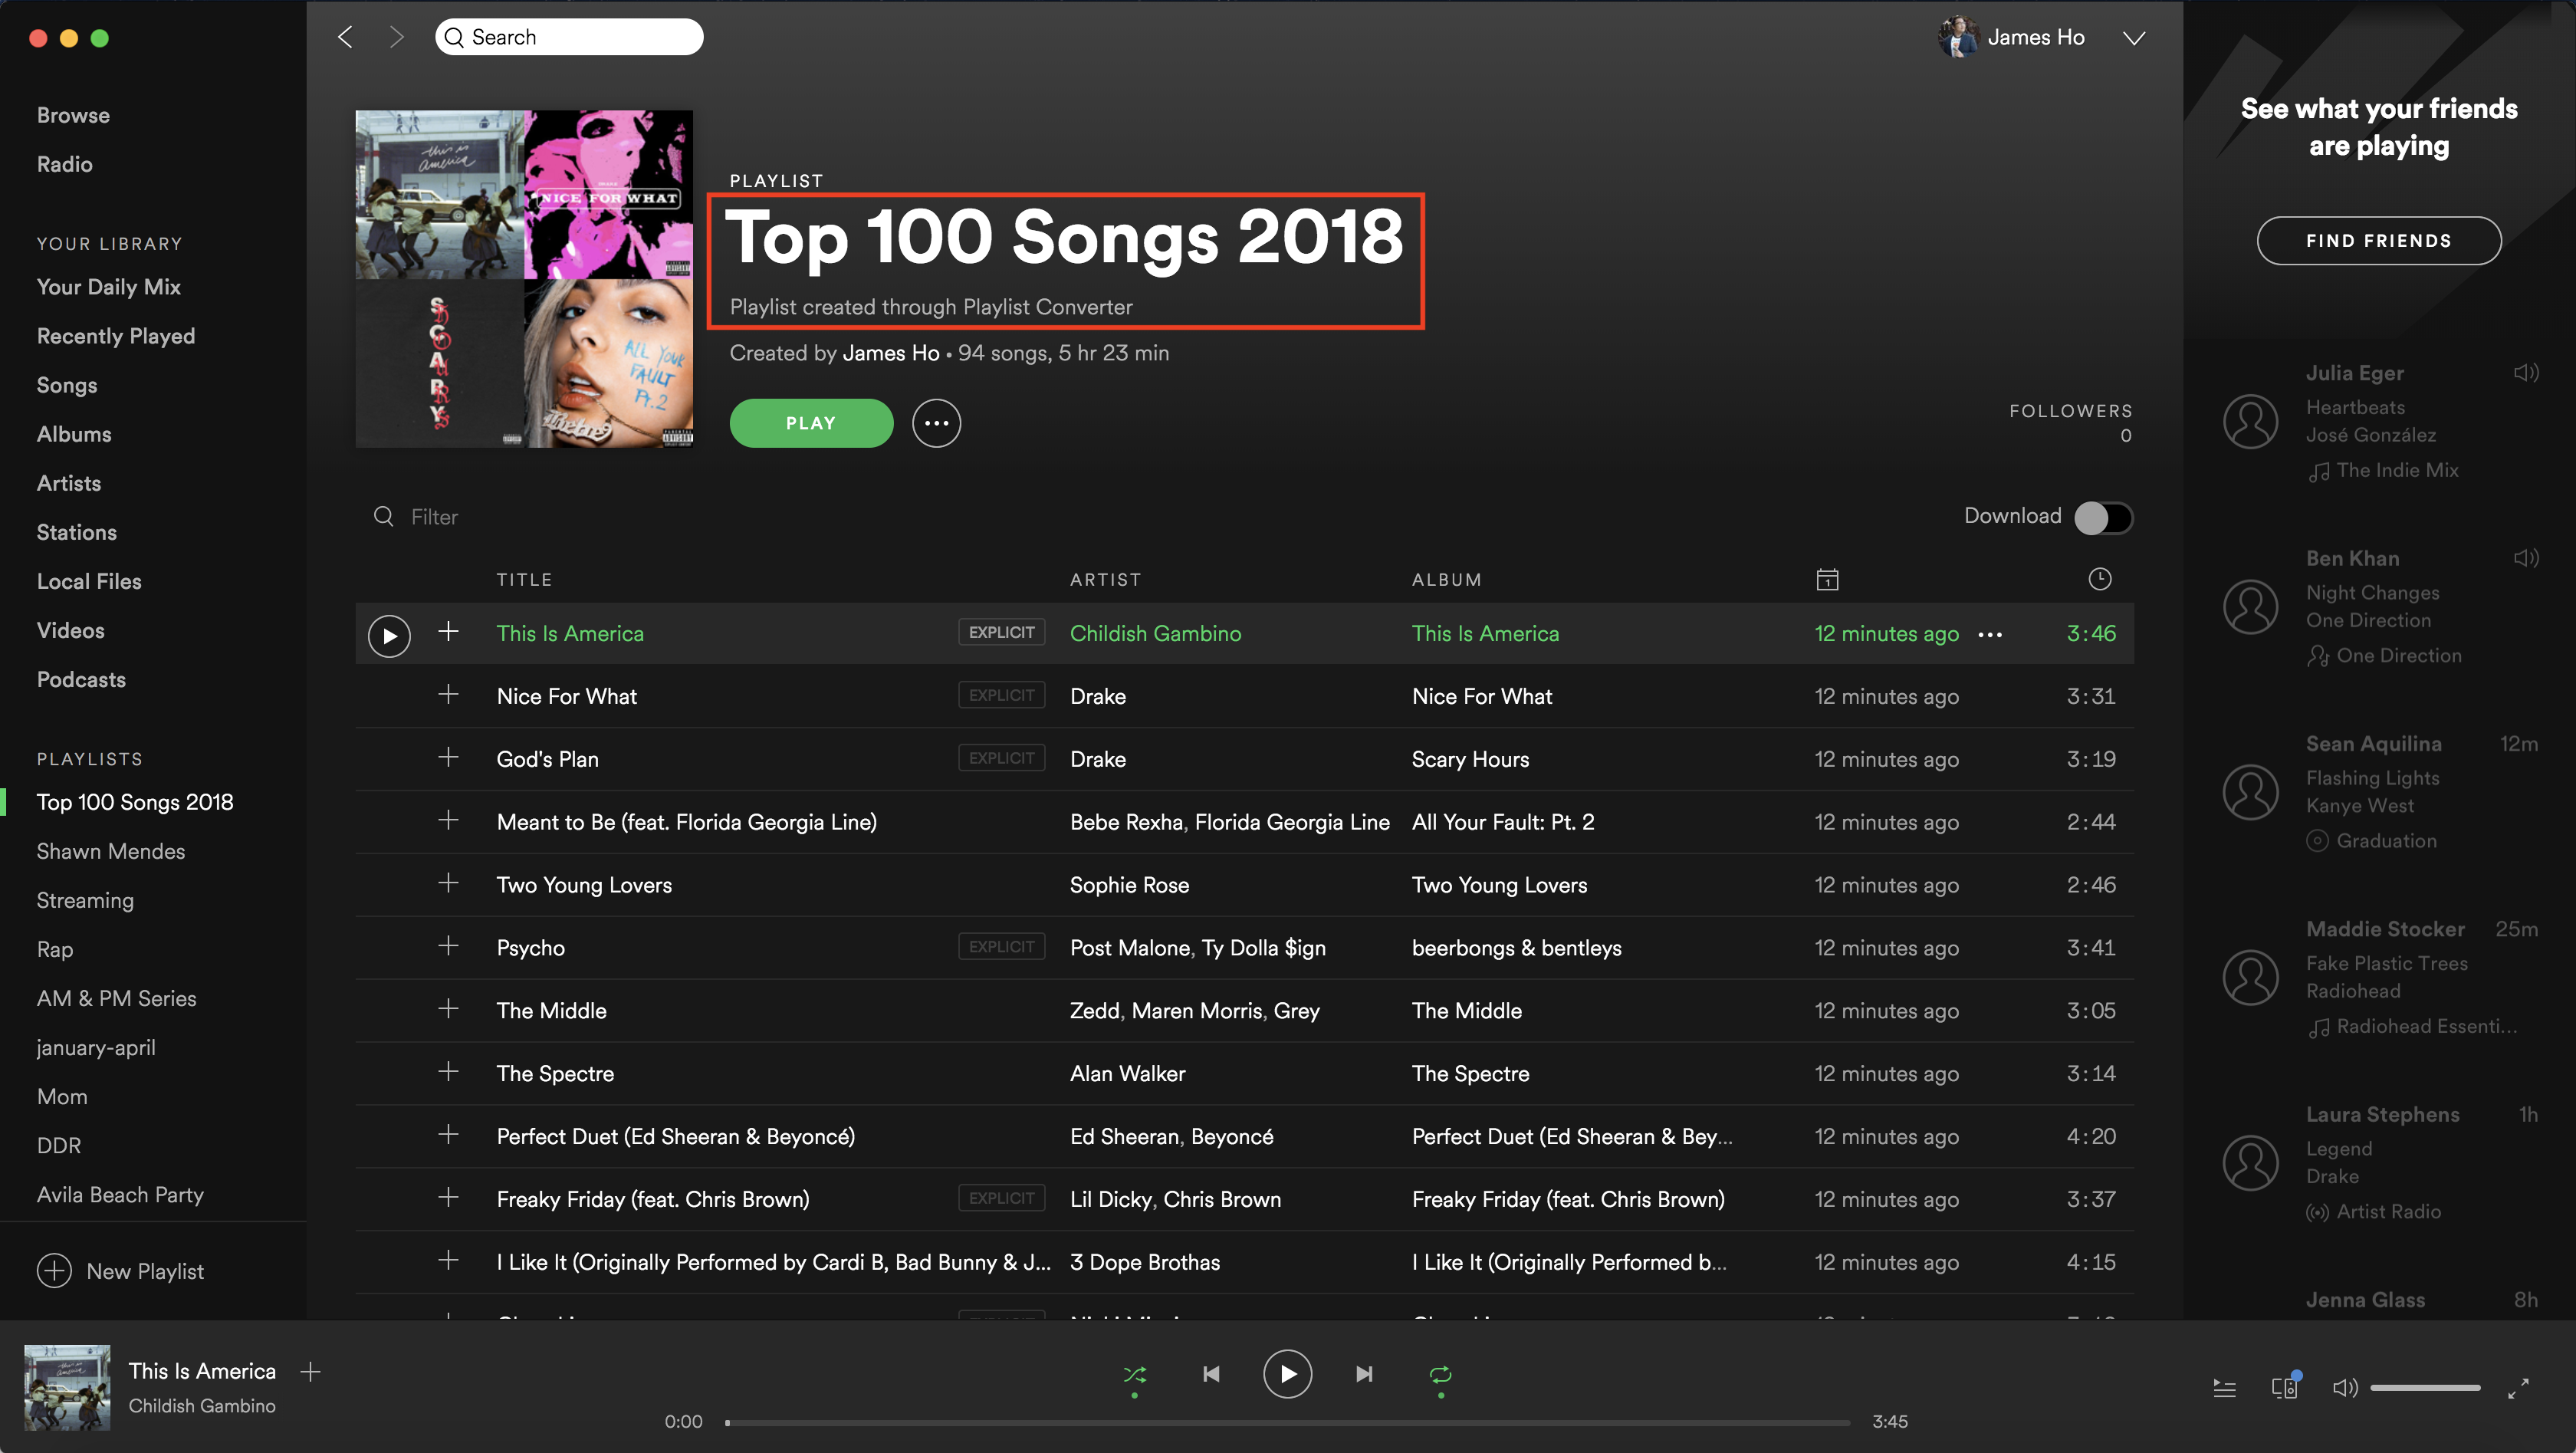 Search
James Ho
Browse
Radio
YOUR LIBRARY
Your Daily Mix
Recently Played
Songs
Albums
Artists
Stations
Local Files
Videos
Podcasts
PLAYLISTS
Top 100 Songs 2018
Shawn Mendes
Streaming
Rap
AM & PM Series
january-april
Mom
DDR
Avila Beach Party
New Playlist
this is america
NICE FOR WHAT
SCARY
HOURS
ALL YOUR
FAULT
Pt. 2
PLAYLIST
Top 100 Songs 2018
Playlist created through Playlist Converter
Created by James Ho • 94 songs, 5 hr 23 min
PLAY
FOLLOWERS
0
Filter
Download
TITLE ARTIST ALBUM
This Is America EXPLICIT Childish Gambino This Is America 12 minutes ago 3:46
Nice For What EXPLICIT Drake Nice For What 12 minutes ago 3:31
God's Plan EXPLICIT Drake Scary Hours 12 minutes ago 3:19
Meant to Be (feat. Florida Georgia Line) Bebe Rexha, Florida Georgia Line All Your Fault: Pt. 2 12 minutes ago 2:44
Two Young Lovers Sophie Rose Two Young Lovers 12 minutes ago 2:46
Psycho EXPLICIT Post Malone, Ty Dolla $ign beerbongs & bentleys 12 minutes ago 3:41
The Middle Zedd, Maren Morris, Grey The Middle 12 minutes ago 3:05
The Spectre Alan Walker The Spectre 12 minutes ago 3:14
Perfect Duet (Ed Sheeran & Beyoncé) Ed Sheeran, Beyoncé Perfect Duet (Ed Sheeran & Bey... 12 minutes ago 4:20
Freaky Friday (feat. Chris Brown) EXPLICIT Lil Dicky, Chris Brown Freaky Friday (feat. Chris Brown) 12 minutes ago 3:37
I Like It (Originally Performed by Cardi B, Bad Bunny & J... 3 Dope Brothas I Like It (Originally Performed b... 12 minutes ago 4:15
See what your friends
are playing
FIND FRIENDS
Julia Eger
Heartbeats
José González
The Indie Mix
Ben Khan
Night Changes
One Direction
One Direction
Sean Aquilina 12m
Flashing Lights
Kanye West
Graduation
Maddie Stocker 25m
Fake Plastic Trees
Radiohead
Radiohead Essenti...
Laura Stephens 1h
Legend
Drake
Artist Radio
Jenna Glass 8h
This Is America
Childish Gambino
0:00
3:45